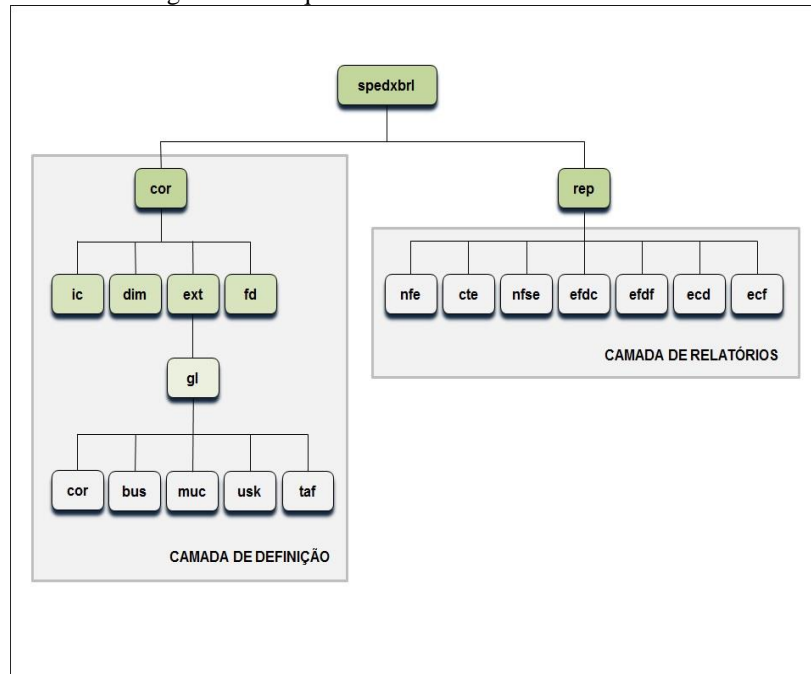 spedxbrl
cor rep
ic dim ext fd
nfe cte nfse efdc efdf ecd ecf
CAMADA DE RELATÓRIOS
gl
cor bus muc usk taf
CAMADA DE DEFINIÇÃO